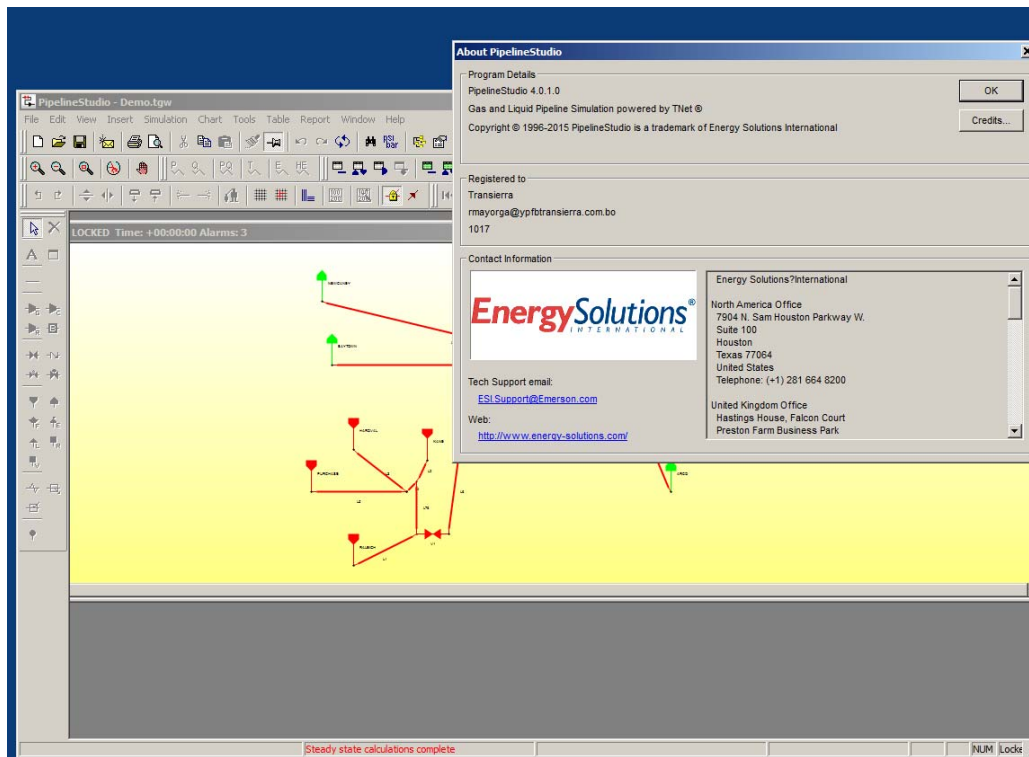 About PipelineStudio
Program Details
PipelineStudio 4.0.1.0
Gas and Liquid Pipeline Simulation powered by TNet ®
Copyright © 1996-2015 PipelineStudio is a trademark of Energy Solutions International
OK
Credits...
Registered to
Transierra
rmayorga@ypfbtransierra.com.bo
1017
Contact Information
EnergySolutions®
INTERNATIONAL
Tech Support email:
ESI.Support@Emerson.com
Web:
http://www.energy-solutions.com/
Energy Solutions?International
North America Office
7904 N. Sam Houston Parkway W.
Suite 100
Houston
Texas 77064
United States
Telephone: (+1) 281 664 8200
United Kingdom Office
Hastings House, Falcon Court
Preston Farm Business Park
PipelineStudio - Demo.tgw
File Edit View Insert Simulation Chart Tools Table Report Window Help
LOCKED Time: +00:00:00 Alarms: 3
BAYTOWN
PURCHASE
RALEIGH
Steady state calculations complete
NUM Locke